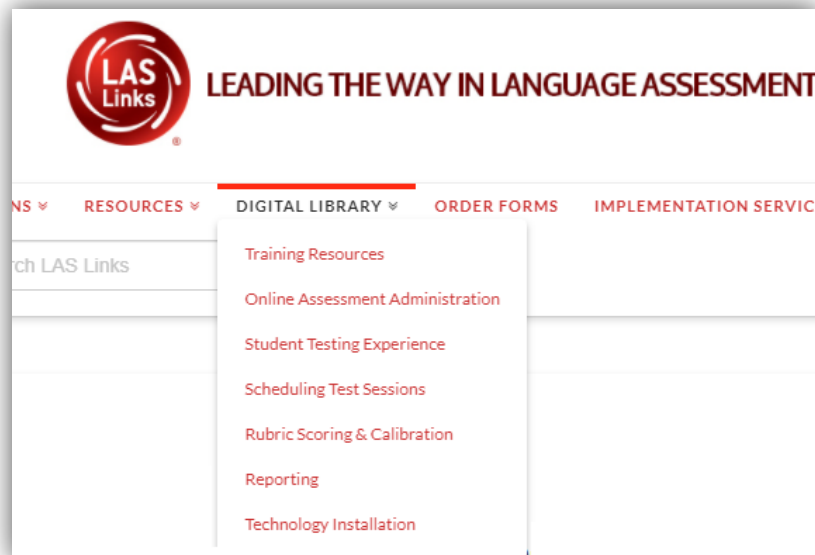 LAS
Links
®
LEADING THE WAY IN LANGUAGE ASSESSMENT
NS RESOURCES DIGITAL LIBRARY ORDER FORMS IMPLEMENTATION SERVIC
rch LAS Links
Training Resources
Online Assessment Administration
Student Testing Experience
Scheduling Test Sessions
Rubric Scoring & Calibration
Reporting
Technology Installation